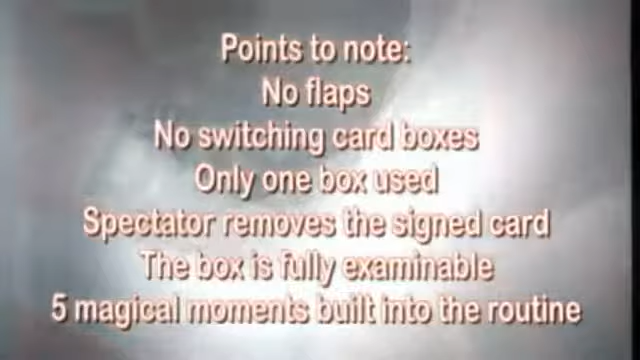 Points to note:
No flaps
No switching card boxes
Only one box used
Spectator removes the signed card
The box is fully examinable
5 magical moments built into the routine